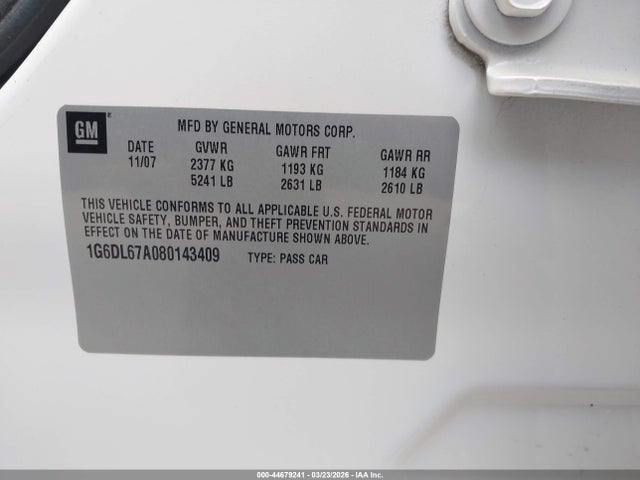 GM
MFD BY GENERAL MOTORS CORP.
DATE GVWR GAWR FRT GAWR RR
11/07 2377 KG 1193 KG 1184 KG
5241 LB 2631 LB 2610 LB
THIS VEHICLE CONFORMS TO ALL APPLICABLE U.S. FEDERAL MOTOR
VEHICLE SAFETY, BUMPER, AND THEFT PREVENTION STANDARDS IN
EFFECT ON THE DATE OF MANUFACTURE SHOWN ABOVE.
1G6DL67A080143409 TYPE: PASS CAR
000-44679241 - 03/23/2026 - IAA Inc.